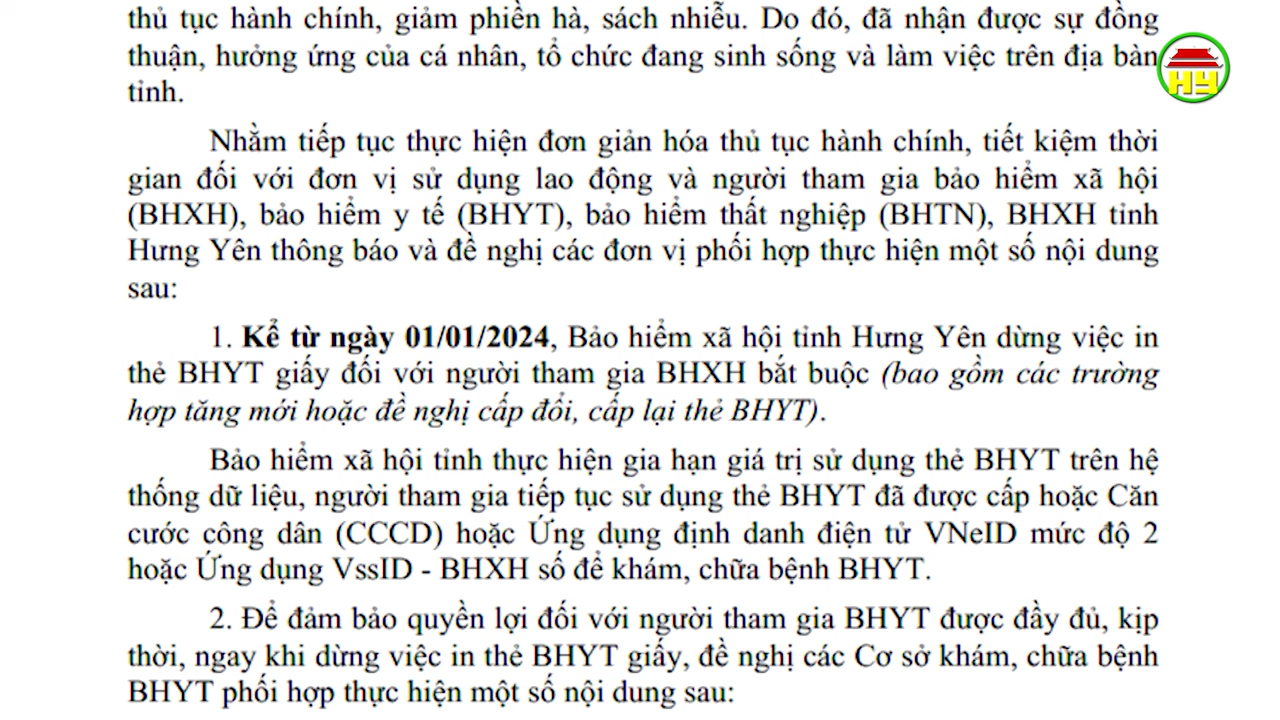 thủ tục hành chính, giảm phiền hà, sách nhiễu. Do đó, đã nhận được sự đồng
thuận, hưởng ứng của cá nhân, tổ chức đang sinh sống và làm việc trên địa bàn
tỉnh.
HY
Nhằm tiếp tục thực hiện đơn giản hóa thủ tục hành chính, tiết kiệm thời
gian đối với đơn vị sử dụng lao động và người tham gia bảo hiểm xã hội
(BHXH), bảo hiểm y tế (BHYT), bảo hiểm thất nghiệp (BHTN), BHXH tỉnh
Hưng Yên thông báo và đề nghị các đơn vị phối hợp thực hiện một số nội dung
sau:
1. Kể từ ngày 01/01/2024, Bảo hiểm xã hội tỉnh Hưng Yên dừng việc in
thẻ BHYT giấy đối với người tham gia BHXH bắt buộc (bao gồm các trường
hợp tăng mới hoặc đề nghị cấp đổi, cấp lại thẻ BHYT).
Bảo hiểm xã hội tỉnh thực hiện gia hạn giá trị sử dụng thẻ BHYT trên hệ
thống dữ liệu, người tham gia tiếp tục sử dụng thẻ BHYT đã được cấp hoặc Căn
cước công dân (CCCD) hoặc Ứng dụng định danh điện tử VNeID mức độ 2
hoặc Ứng dụng VssID - BHXH số để khám, chữa bệnh BHYT.
2. Để đảm bảo quyền lợi đối với người tham gia BHYT được đầy đủ, kịp
thời, ngay khi dừng việc in thẻ BHYT giấy, đề nghị các Cơ sở khám, chữa bệnh
BHYT phối hợp thực hiện một số nội dung sau: